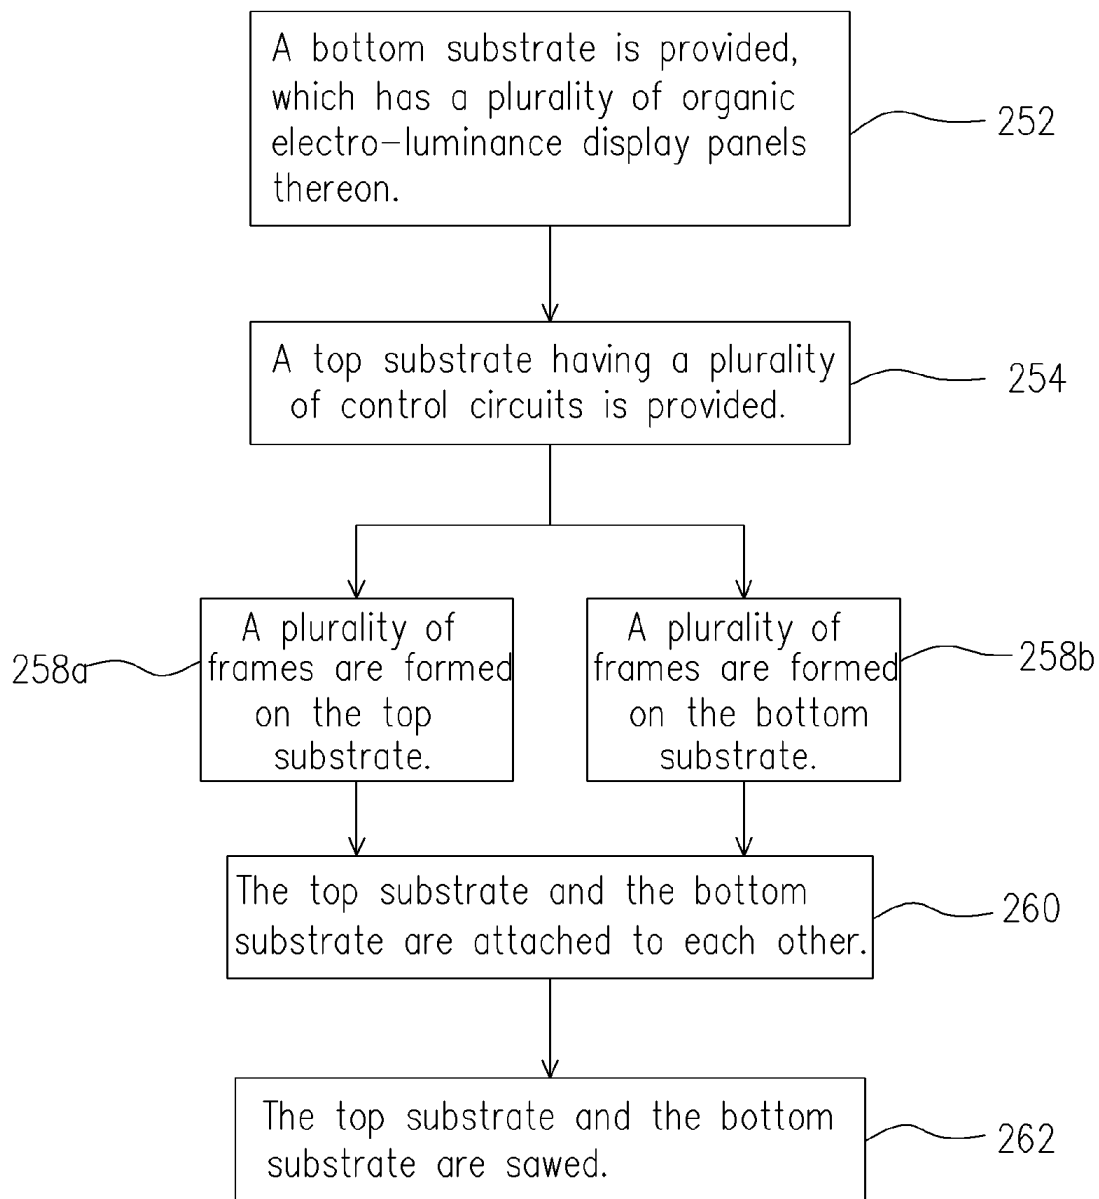 A bottom substrate is provided,
which has a plurality of organic
electro-luminance display panels
thereon.
252
A top substrate having a plurality
of control circuits is provided.
254
258a
A plurality of
frames are formed
on the top
substrate.
A plurality of
frames are formed
on the bottom
substrate.
258b
The top substrate and the bottom
substrate are attached to each other.
260
The top substrate and the bottom
substrate are sawed.
262